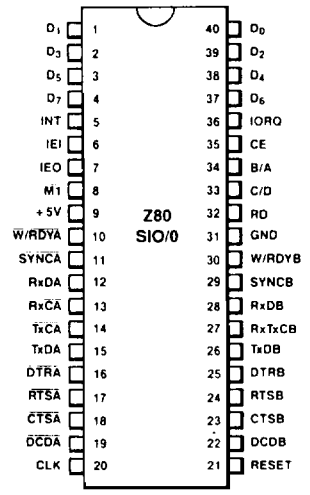 D1 1 40 D0
D3 2 39 D2
D5 3 38 D4
D7 4 37 D6
INT 5 36 IORQ
IEI 6 35 CE
IEO 7 34 B/A
M1 8 33 C/D
+5V 9 Z80 32 RD
W/RDYA 10 SIO/0 31 GND
SYNCA 11 30 W/RDYB
RxDA 12 29 SYNCB
RxCA 13 28 RxDB
TxCA 14 27 RxTxCB
TxDA 15 26 TxDB
DTRA 16 25 DTRB
RTSA 17 24 RTSB
CTSA 18 23 CTSB
DCDA 19 22 DCDB
CLK 20 21 RESET